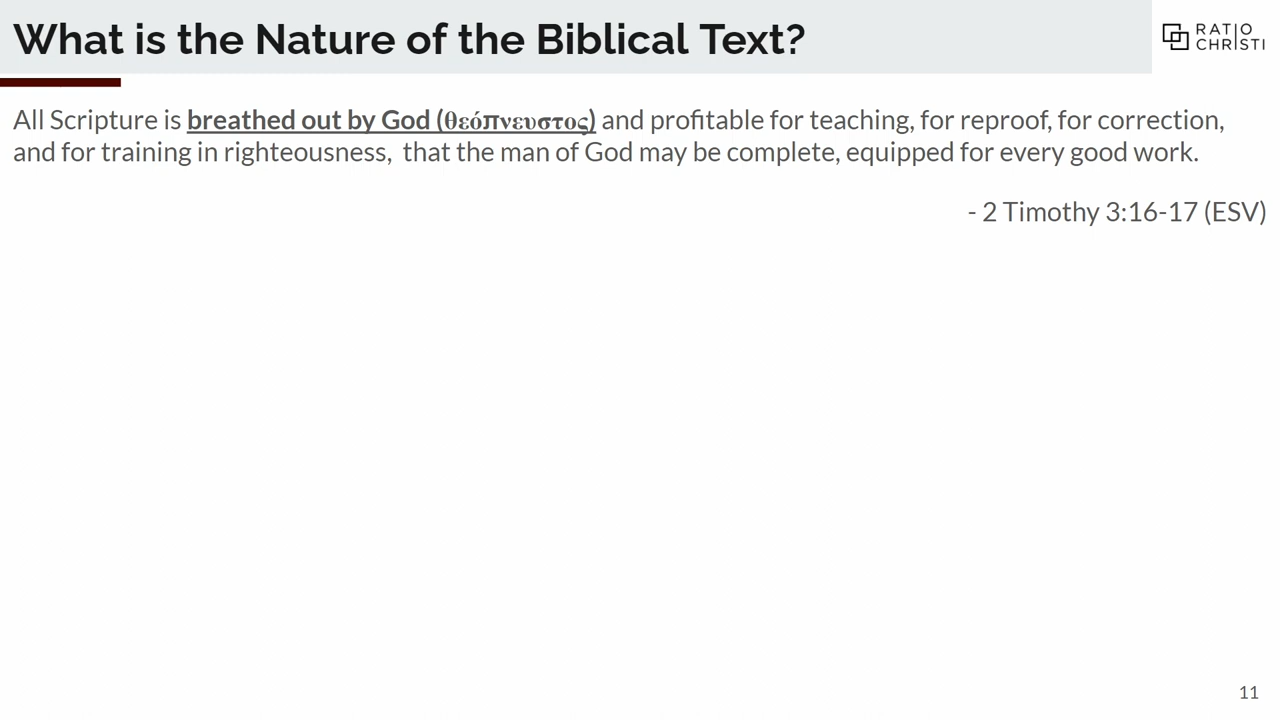 What is the Nature of the Biblical Text?
RATIO
CHRISTI
All Scripture is breathed out by God (θεόπνευστος) and profitable for teaching, for reproof, for correction,
and for training in righteousness,  that the man of God may be complete, equipped for every good work.
- 2 Timothy 3:16-17 (ESV)
11